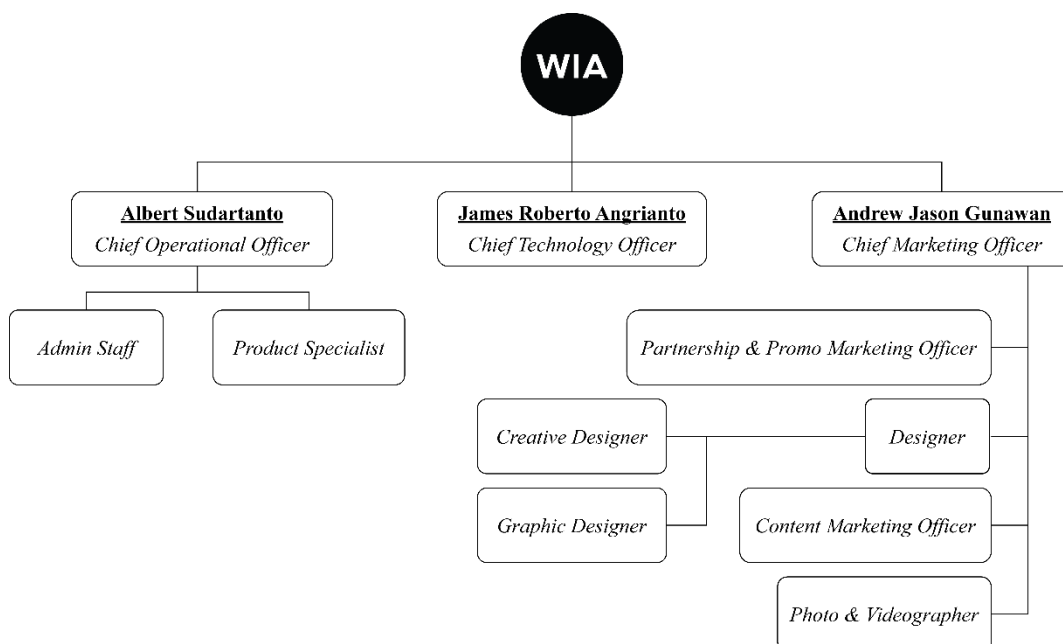 WIA
Albert Sudartanto
Chief Operational Officer
James Roberto Angrianto
Chief Technology Officer
Andrew Jason Gunawan
Chief Marketing Officer
Admin Staff
Product Specialist
Partnership & Promo Marketing Officer
Creative Designer
Designer
Graphic Designer
Content Marketing Officer
Photo & Videographer